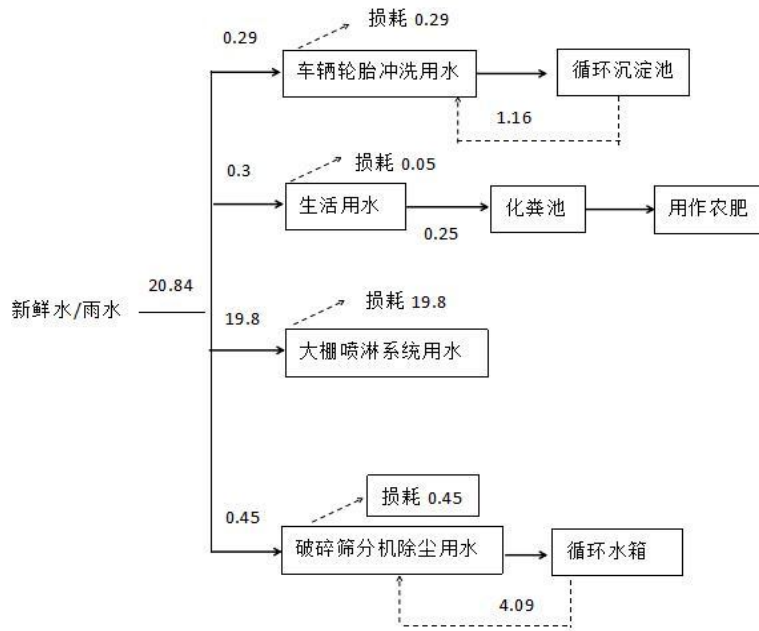 损耗 0.29
0.29
车辆轮胎冲洗用水
循环沉淀池
1.16
损耗 0.05
0.3
生活用水
化粪池
用作农肥
0.25
20.84
新鲜水/雨水
损耗 19.8
19.8
大棚喷淋系统用水
损耗 0.45
0.45
破碎筛分机除尘用水
循环水箱
4.09